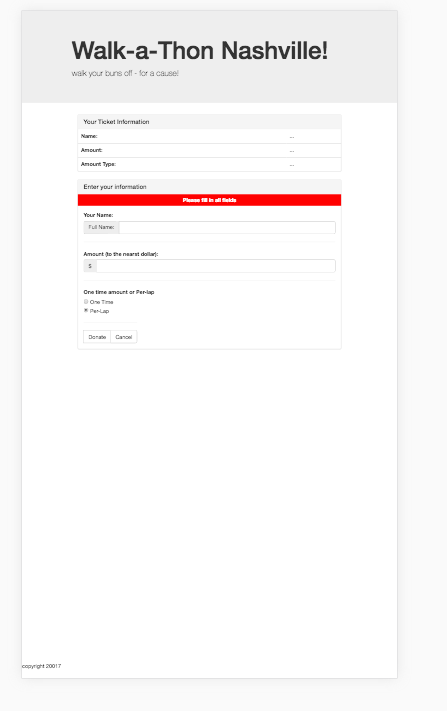 Walk-a-Thon Nashville!
walk your buns off - for a cause!
Your Ticket Information
Name: ...
Amount: ...
Amount Type: ...
Enter your information
Please fill in all fields
Your Name:
Full Name:
Amount (to the nearst dollar):
$
One time amount or Per-lap
One Time
Per-Lap
Donate Cancel
copyright 20017